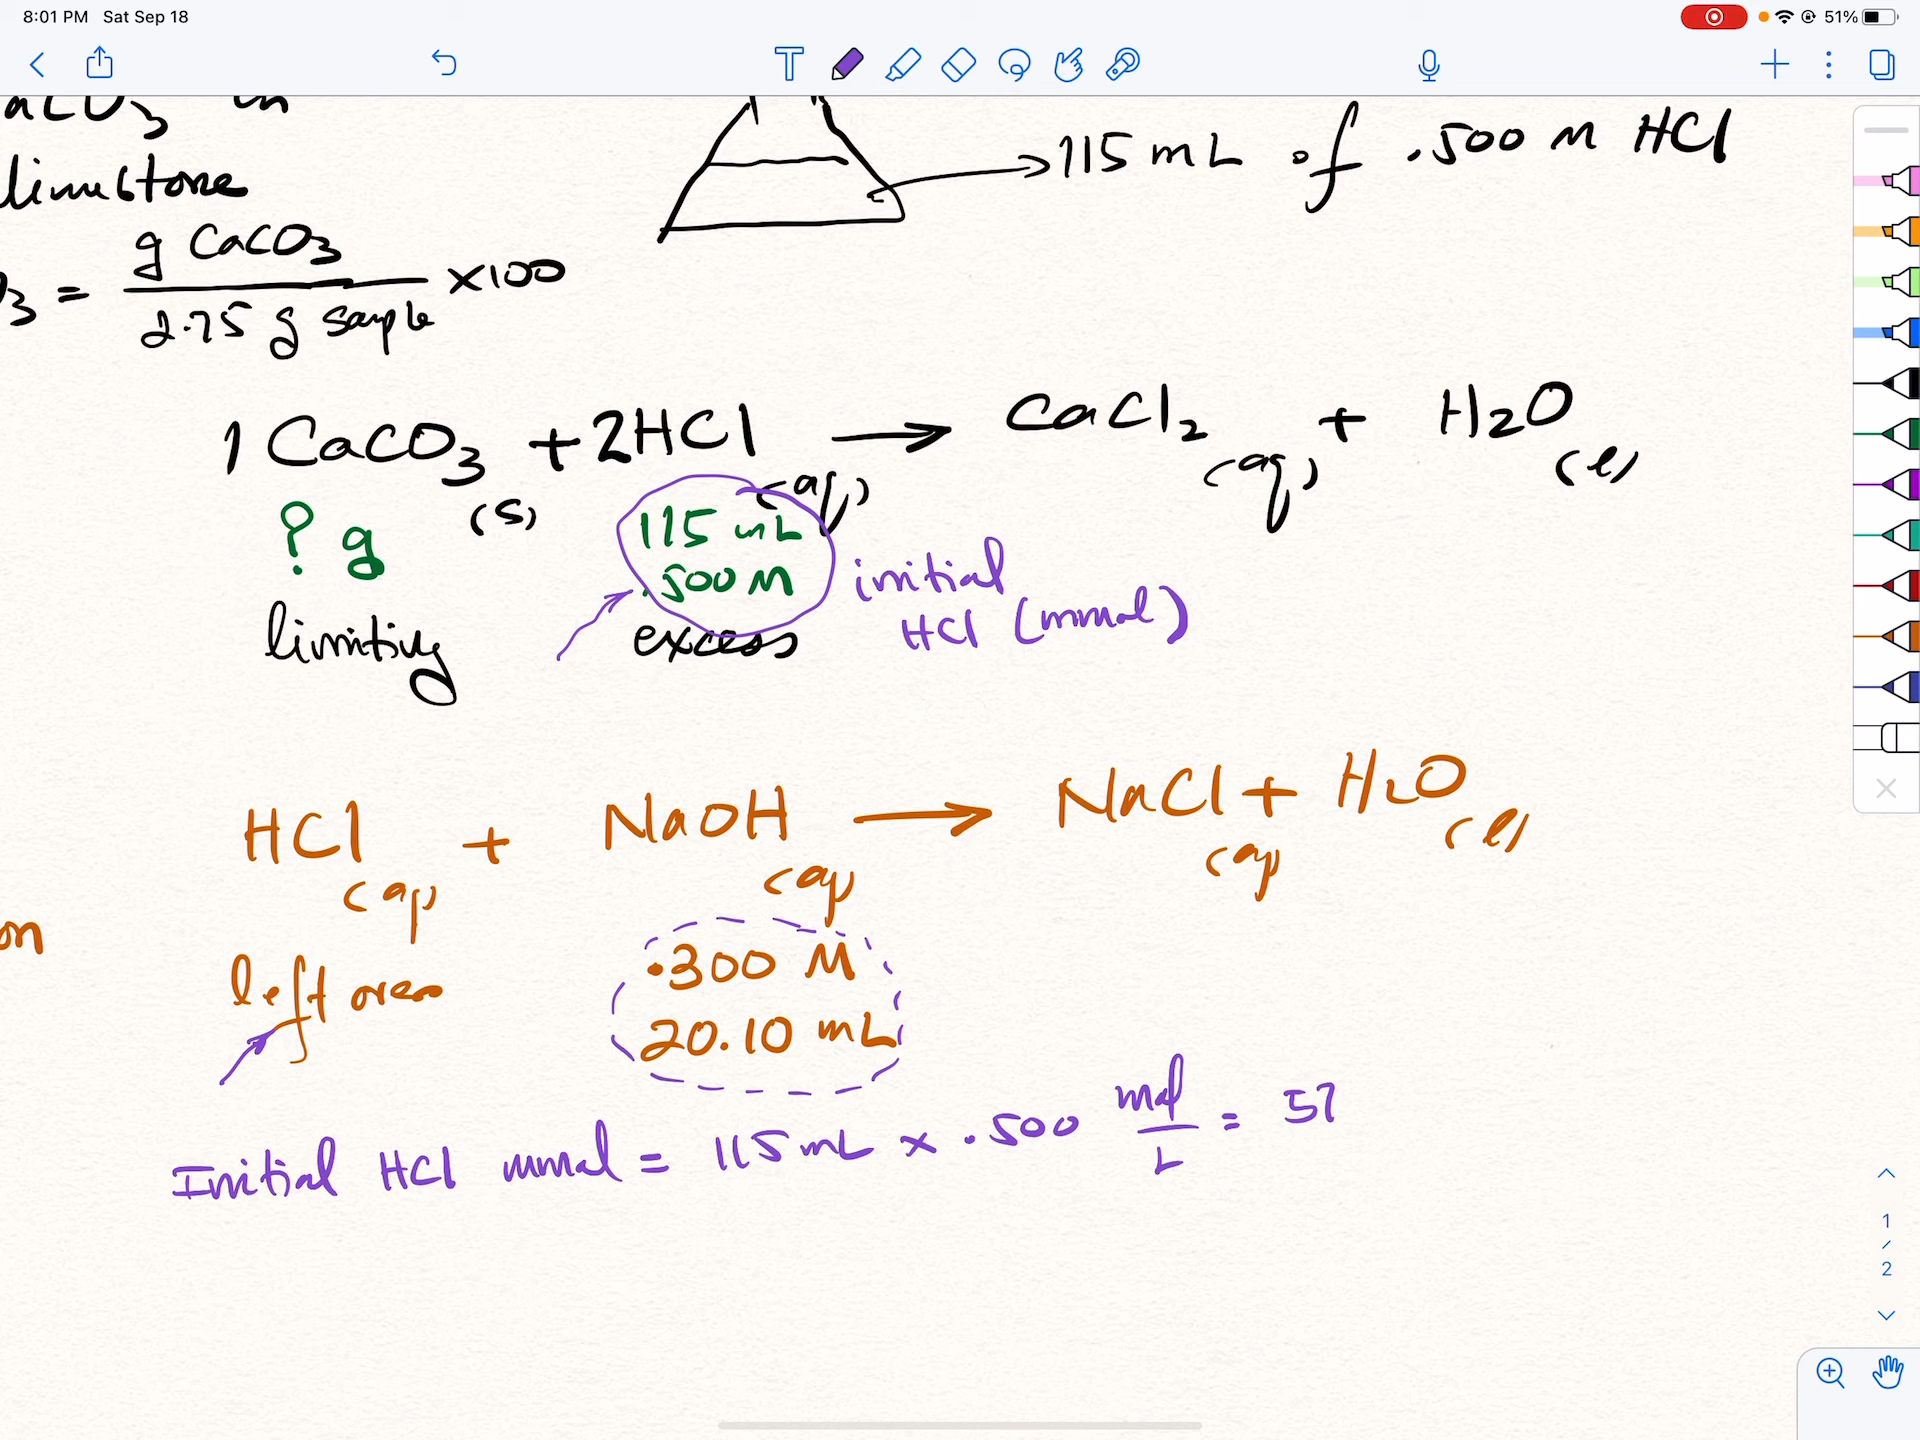 8:01 PM Sat Sep 18
51%
aCO3 in
limestone
115 mL of .500 M HCl
g CaCO3
O3 = ———— ×100
2.75 g sample
1 CaCO3 (s) + 2HCl (aq) → CaCl2 (aq) + H2O (l)
? g
115 mL
.500 M
initial
HCl (mmol)
limiting
excess
HCl (aq) + NaOH (aq) → NaCl (aq) + H2O (l)
on
left over
.300 M
20.10 mL
Initial HCl mmol = 115 mL × .500 mol/L = 57
1
/
2